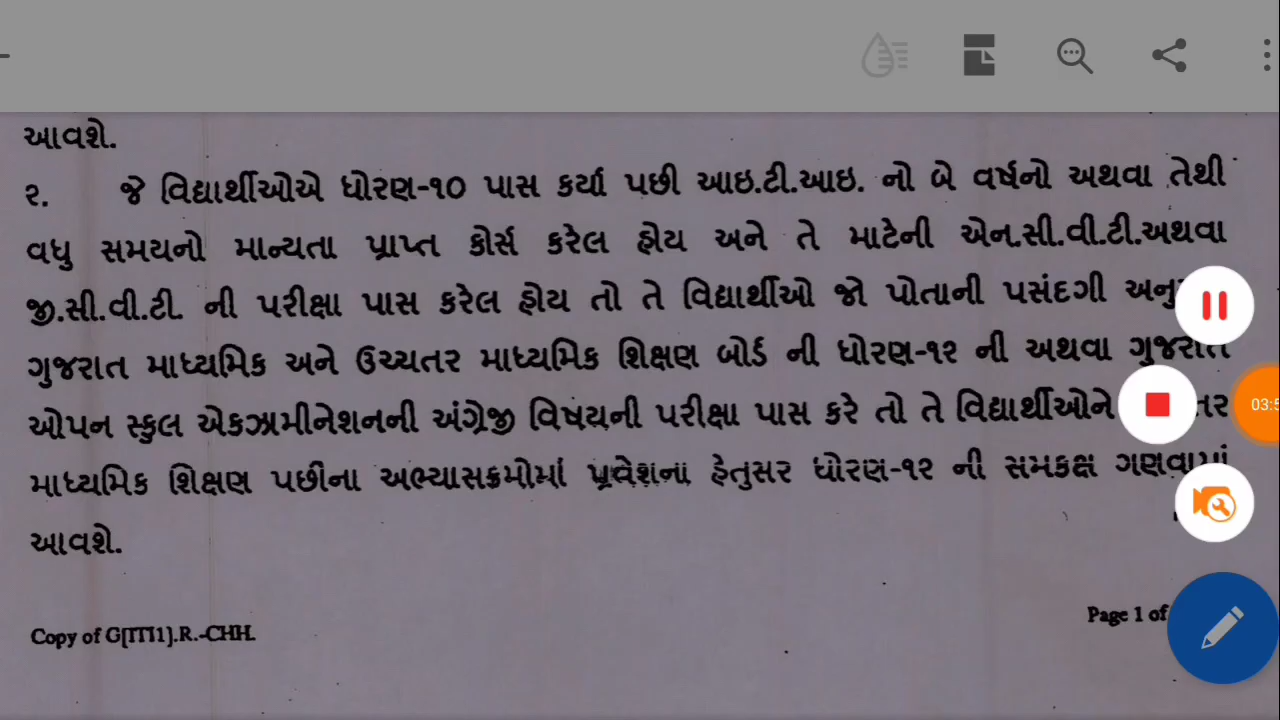 આવશે.
૨. જે વિદ્યાર્થીઓએ ધોરણ-૧૦ પાસ કર્યા પછી આઇ.ટી.આઇ. નો બે વર્ષનો અથવા તેથી
વધુ સમયનો માન્યતા પ્રાપ્ત કોર્સ કરેલ હોય અને તે માટેની એન.સી.વી.ટી.અથવા
જી.સી.વી.ટી. ની પરીક્ષા પાસ કરેલ હોય તો તે વિદ્યાર્થીઓ જો પોતાની પસંદગી
ગુજરાત માધ્યમિક અને ઉચ્ચતર માધ્યમિક શિક્ષણ બોર્ડ ની ધોરણ-૧૨ ની અથવા ગુજરાત
ઓપન સ્કુલ એકઝામીનેશનની અંગ્રેજી વિષયની પરીક્ષા પાસ કરે તો તે વિદ્યાર્થીઓને
માધ્યમિક શિક્ષણ પછીના અભ્યાસક્રમોમાં પ્રવેશના હેતુસર ધોરણ-૧૨ ની સમકક્ષ ગણવામાં
આવશે.
Copy of G[ITI1].R.-CHH.
Page 1 of